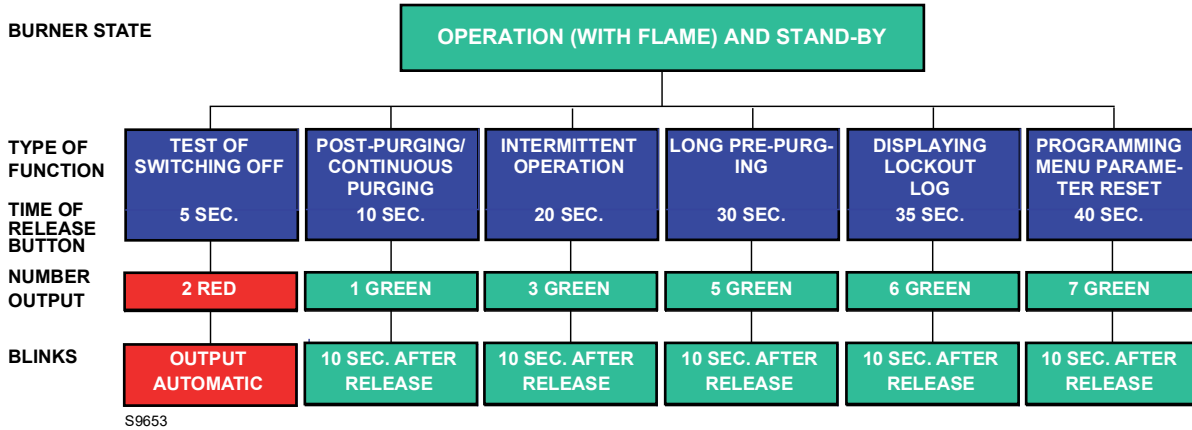 BURNER STATE
OPERATION (WITH FLAME) AND STAND-BY
TYPE OF
FUNCTION
TEST OF
SWITCHING OFF
POST-PURGING/
CONTINUOUS
PURGING
INTERMITTENT
OPERATION
LONG PRE-PURG-
ING
DISPLAYING
LOCKOUT
LOG
PROGRAMMING
MENU PARAME-
TER RESET
TIME OF
RELEASE
BUTTON
5 SEC.
10 SEC.
20 SEC.
30 SEC.
35 SEC.
40 SEC.
NUMBER
OUTPUT
2 RED
1 GREEN
3 GREEN
5 GREEN
6 GREEN
7 GREEN
BLINKS
OUTPUT
AUTOMATIC
10 SEC. AFTER
RELEASE
10 SEC. AFTER
RELEASE
10 SEC. AFTER
RELEASE
10 SEC. AFTER
RELEASE
10 SEC. AFTER
RELEASE
S9653